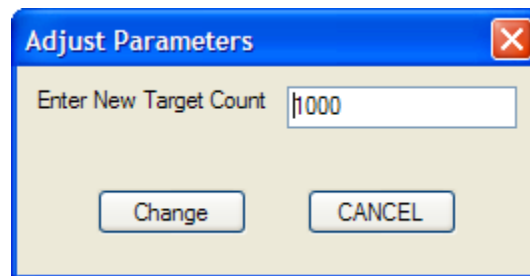 Adjust Parameters
Enter New Target Count 1000
Change CANCEL